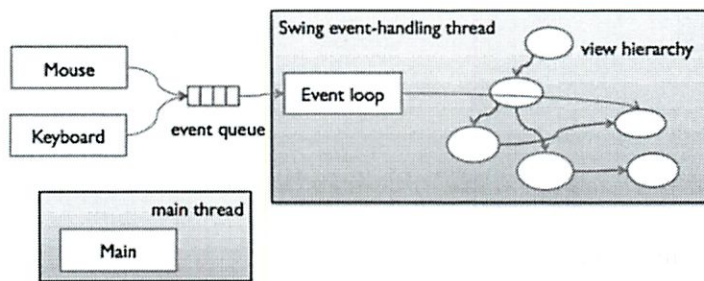 Swing event-handling thread
view hierarchy
Mouse
Event loop
Keyboard
event queue
main thread
Main